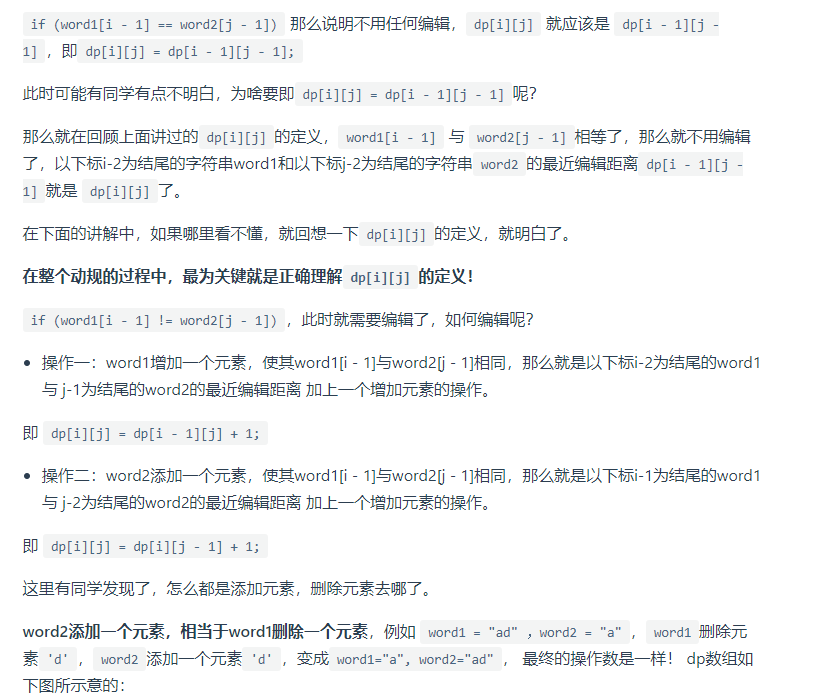 if (word1[i - 1] == word2[j - 1]) 那么说明不用任何编辑， dp[i][j] 就应该是 dp[i - 1][j -
1] ，即 dp[i][j] = dp[i - 1][j - 1];
此时可能有同学有点不明白，为啥要即 dp[i][j] = dp[i - 1][j - 1] 呢?
那么就在回顾上面讲过的 dp[i][j] 的定义， word1[i - 1] 与 word2[j - 1] 相等了，那么就不用编辑
了，以下标i-2为结尾的字符串word1和以下标j-2为结尾的字符串 word2 的最近编辑距离 dp[i - 1][j -
1] 就是 dp[i][j] 了。
在下面的讲解中，如果哪里看不懂，就回想一下 dp[i][j] 的定义，就明白了。
在整个动规的过程中，最为关键就是正确理解 dp[i][j] 的定义！
if (word1[i - 1] != word2[j - 1]) ，此时就需要编辑了，如何编辑呢?
• 操作一：word1增加一个元素，使其word1[i - 1]与word2[j - 1]相同，那么就是以下标i-2为结尾的word1
与 j-1为结尾的word2的最近编辑距离 加上一个增加元素的操作。
即 dp[i][j] = dp[i - 1][j] + 1;
• 操作二：word2添加一个元素，使其word1[i - 1]与word2[j - 1]相同，那么就是以下标i-1为结尾的word1
与 j-2为结尾的word2的最近编辑距离 加上一个增加元素的操作。
即 dp[i][j] = dp[i][j - 1] + 1;
这里有同学发现了，怎么都是添加元素，删除元素去哪了。
word2添加一个元素，相当于word1删除一个元素，例如 word1 = "ad" ，word2 = "a" ， word1 删除元
素 'd' ， word2 添加一个元素 'd' ，变成 word1="a", word2="ad" ， 最终的操作数是一样！ dp数组如
下图所示意的：